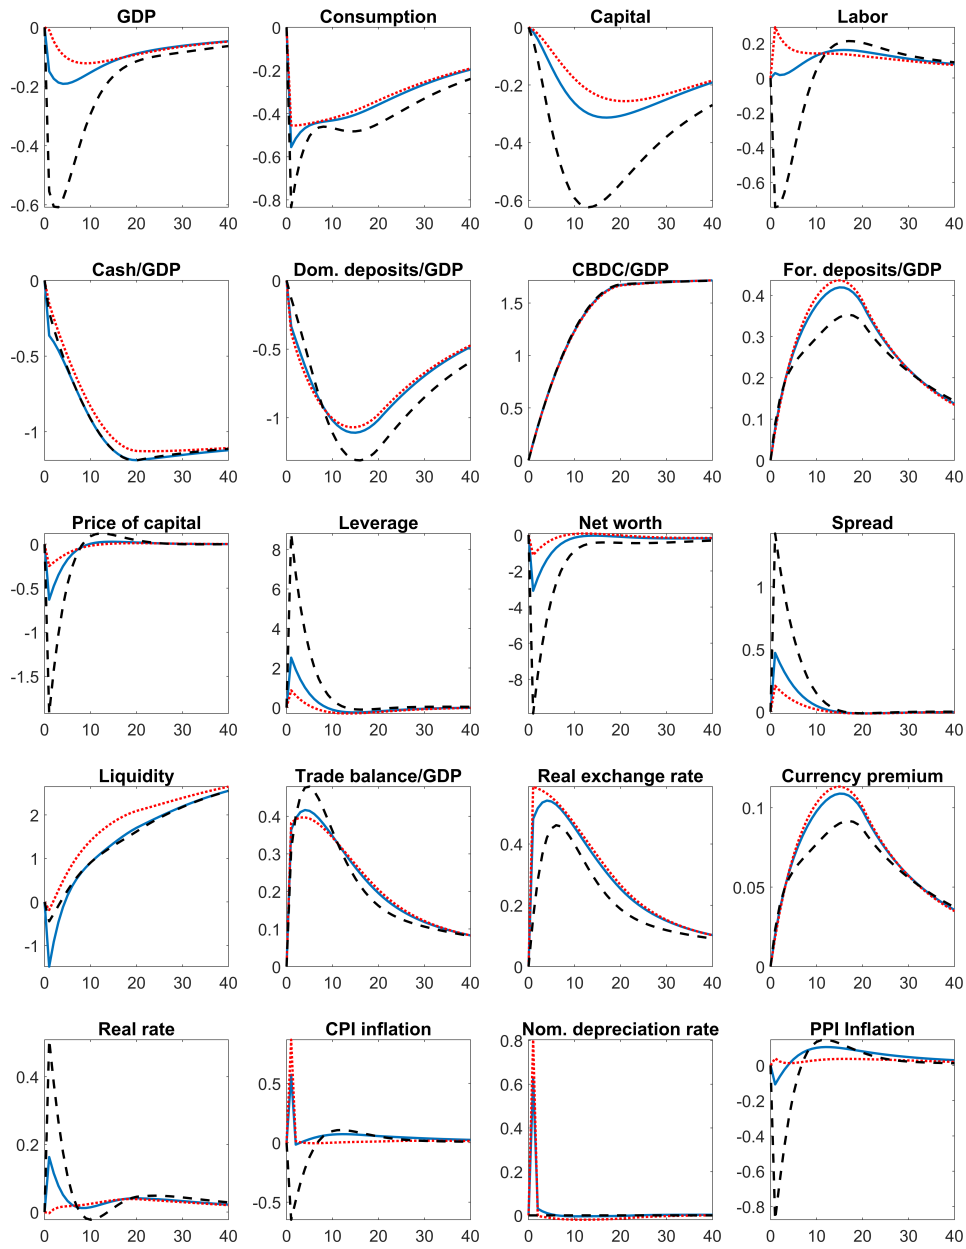 GDP Consumption Capital Labor
0 0 0 0.2
-0.2 -0.2 -0.2 0
-0.4 -0.4 -0.4 -0.2
-0.6 -0.6 -0.6 -0.4
-0.8 -0.6
0 10 20 30 40 0 10 20 30 40 0 10 20 30 40 0 10 20 30 40
Cash/GDP Dom. deposits/GDP CBDC/GDP For. deposits/GDP
0 0 1.5 0.4
-0.5 -0.5 1 0.3
-1 -1 0.5 0.2
0 0.1
0
0 10 20 30 40 0 10 20 30 40 0 10 20 30 40 0 10 20 30 40
Price of capital Leverage Net worth Spread
0 8 0 1
-0.5 6 -2 0.5
-1 4 -4 0
-1.5 2 -6
0 -8
0 10 20 30 40 0 10 20 30 40 0 10 20 30 40 0 10 20 30 40
Liquidity Trade balance/GDP Real exchange rate Currency premium
2 0.4 0.4 0.1
1 0.3 0.2 0.05
0 0.2 0 0
-1 0.1
0
0 10 20 30 40 0 10 20 30 40 0 10 20 30 40 0 10 20 30 40
Real rate CPI inflation Nom. depreciation rate PPI Inflation
0.4 0.5 0.8 0
0.2 0 0.6 -0.2
0 -0.5 0.4 -0.4
0.2 -0.6
0 -0.8
0 10 20 30 40 0 10 20 30 40 0 10 20 30 40 0 10 20 30 40